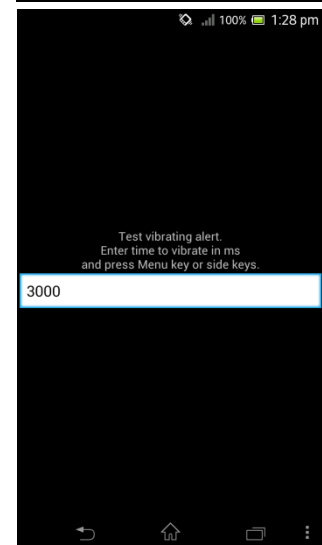 100% 1:28 pm
Test vibrating alert.
Enter time to vibrate in ms
and press Menu key or side keys.
3000